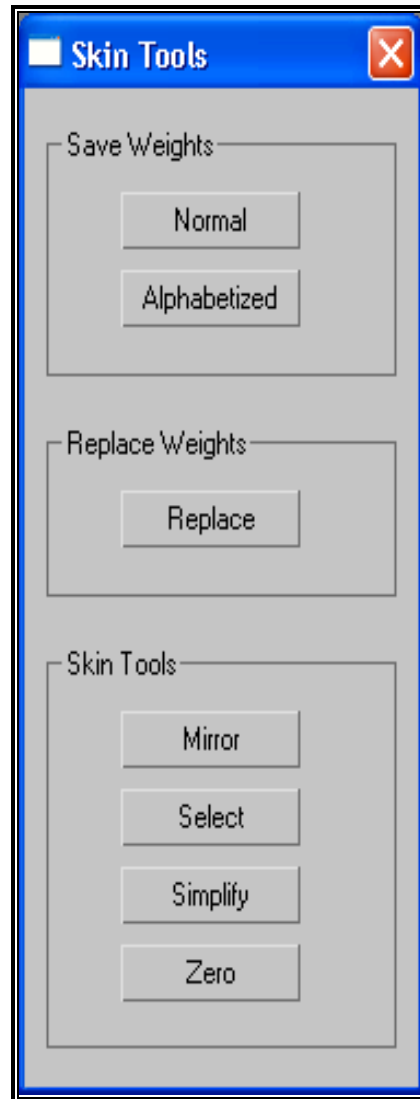 Skin Tools
Save Weights
Normal
Alphabetized
Replace Weights
Replace
Skin Tools
Mirror
Select
Simplify
Zero